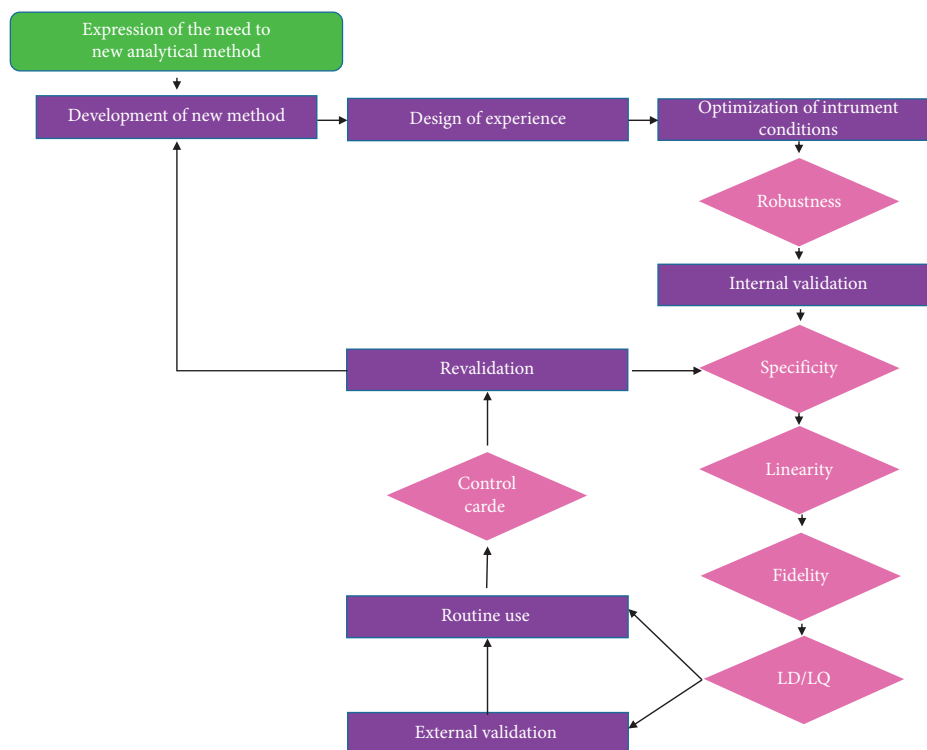 Expression of the need to
new analytical method
Development of new method
Design of experience
Optimization of intrument
conditions
Robustness
Internal validation
Specificity
Revalidation
Linearity
Control
carde
Fidelity
Routine use
LD/LQ
External validation